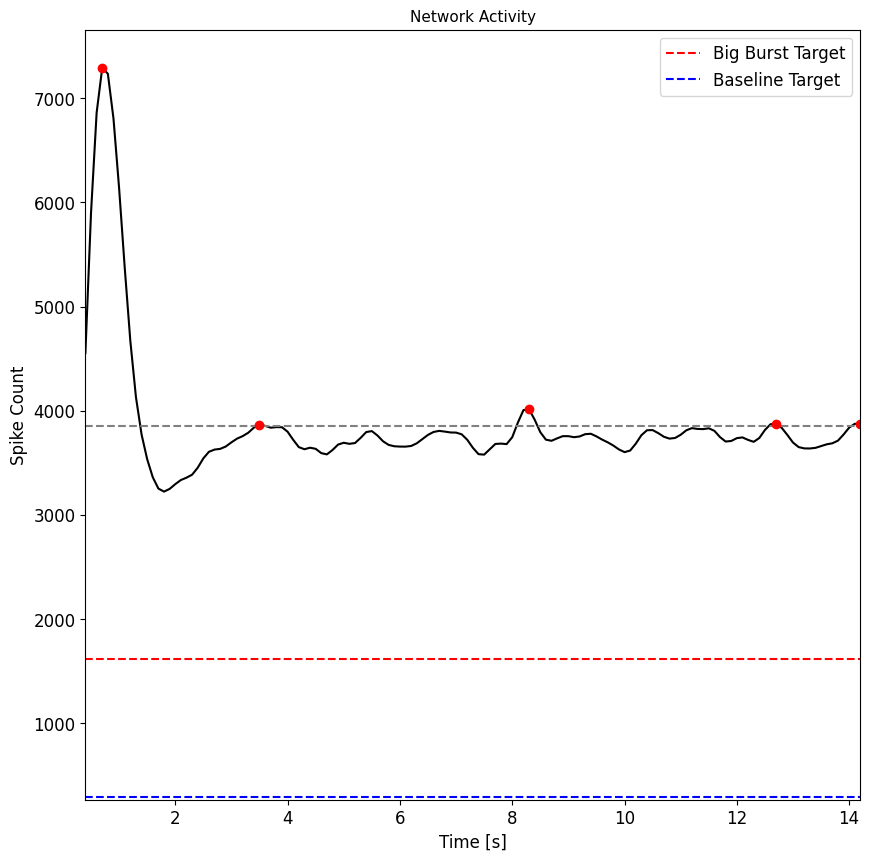 Network Activity
Big Burst Target
Baseline Target
7000
6000
5000
4000
3000
2000
1000
Spike Count
2 4 6 8 10 12 14
Time [s]